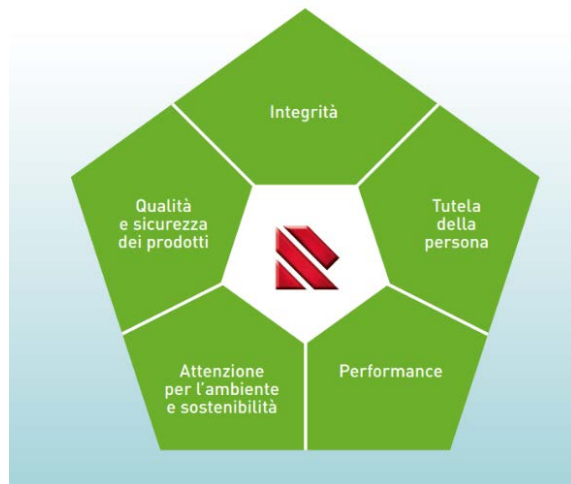 Integrità
Qualità
e sicurezza
dei prodotti
Tutela
della
persona
Attenzione
per l'ambiente
e sostenibilità
Performance